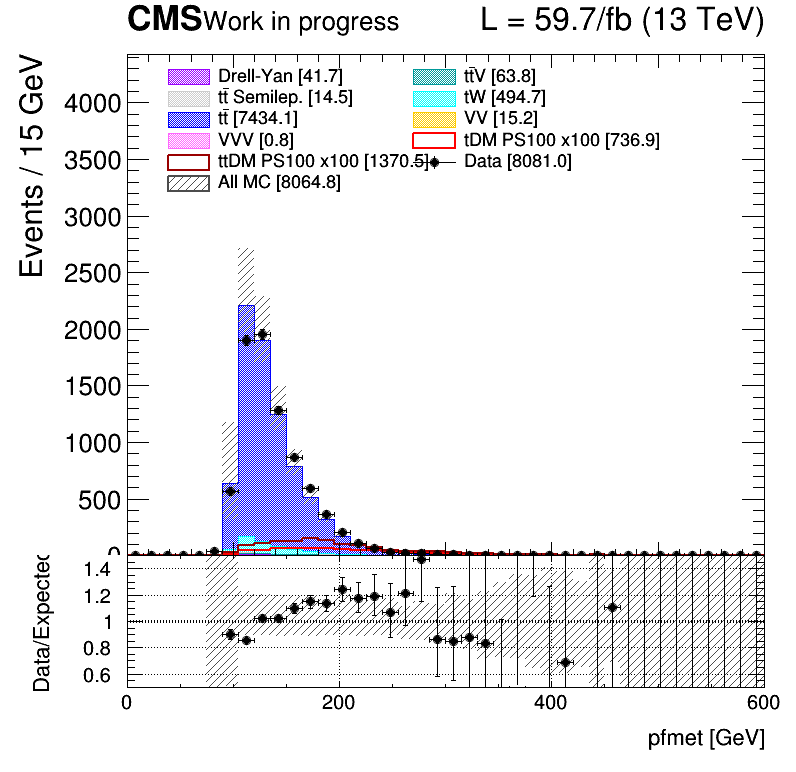 CMS Work in progress L = 59.7/fb (13 TeV)
Events / 15 GeV
Drell-Yan [41.7] tt̄V [63.8]
tt̄ Semilep. [14.5] tW [494.7]
tt̄ [7434.1] VV [15.2]
VVV [0.8] tDM PS100 x100 [736.9]
ttDM PS100 x100 [1370.5] Data [8081.0]
All MC [8064.8]
4000
3500
3000
2500
2000
1500
1000
500
0
Data/Expected
1.4
1.2
1
0.8
0.6
0 200 400 600
pfmet [GeV]